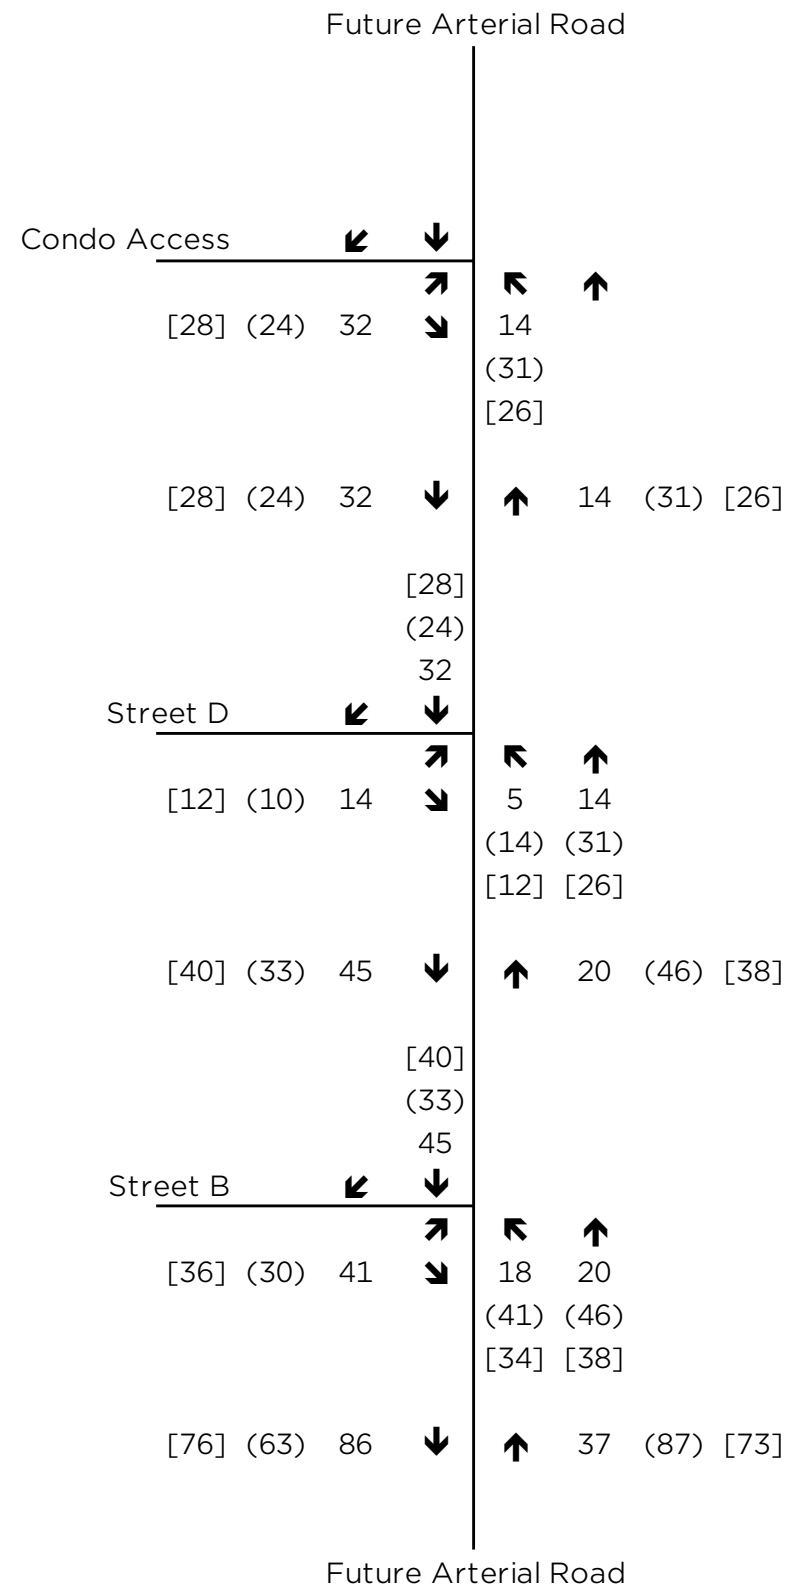 Future Arterial Road
Condo Access
[28] (24) 32 14
(31)
[26]
[28] (24) 32 14 (31) [26]
[28]
(24)
32
Street D
[12] (10) 14 5 14
(14) (31)
[12] [26]
[40] (33) 45 20 (46) [38]
[40]
(33)
45
Street B
[36] (30) 41 18 20
(41) (46)
[34] [38]
[76] (63) 86 37 (87) [73]
Future Arterial Road